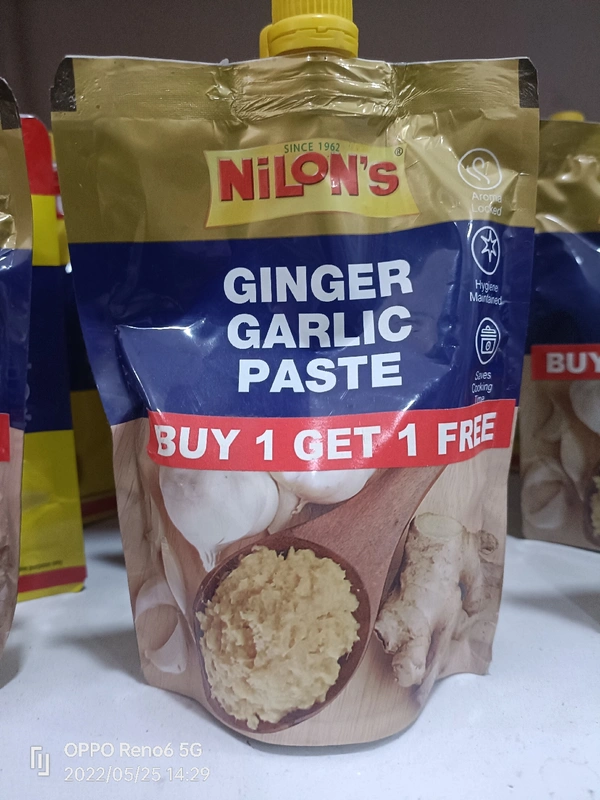 SINCE 1962
NiLON'S®
Aroma
Locked
GINGER
GARLIC
PASTE
Hygiene
Maintained
Saves
Cooking
Time
BUY 1 GET 1 FREE
BUY
OPPO Reno6 5G
2022/05/25 14:29